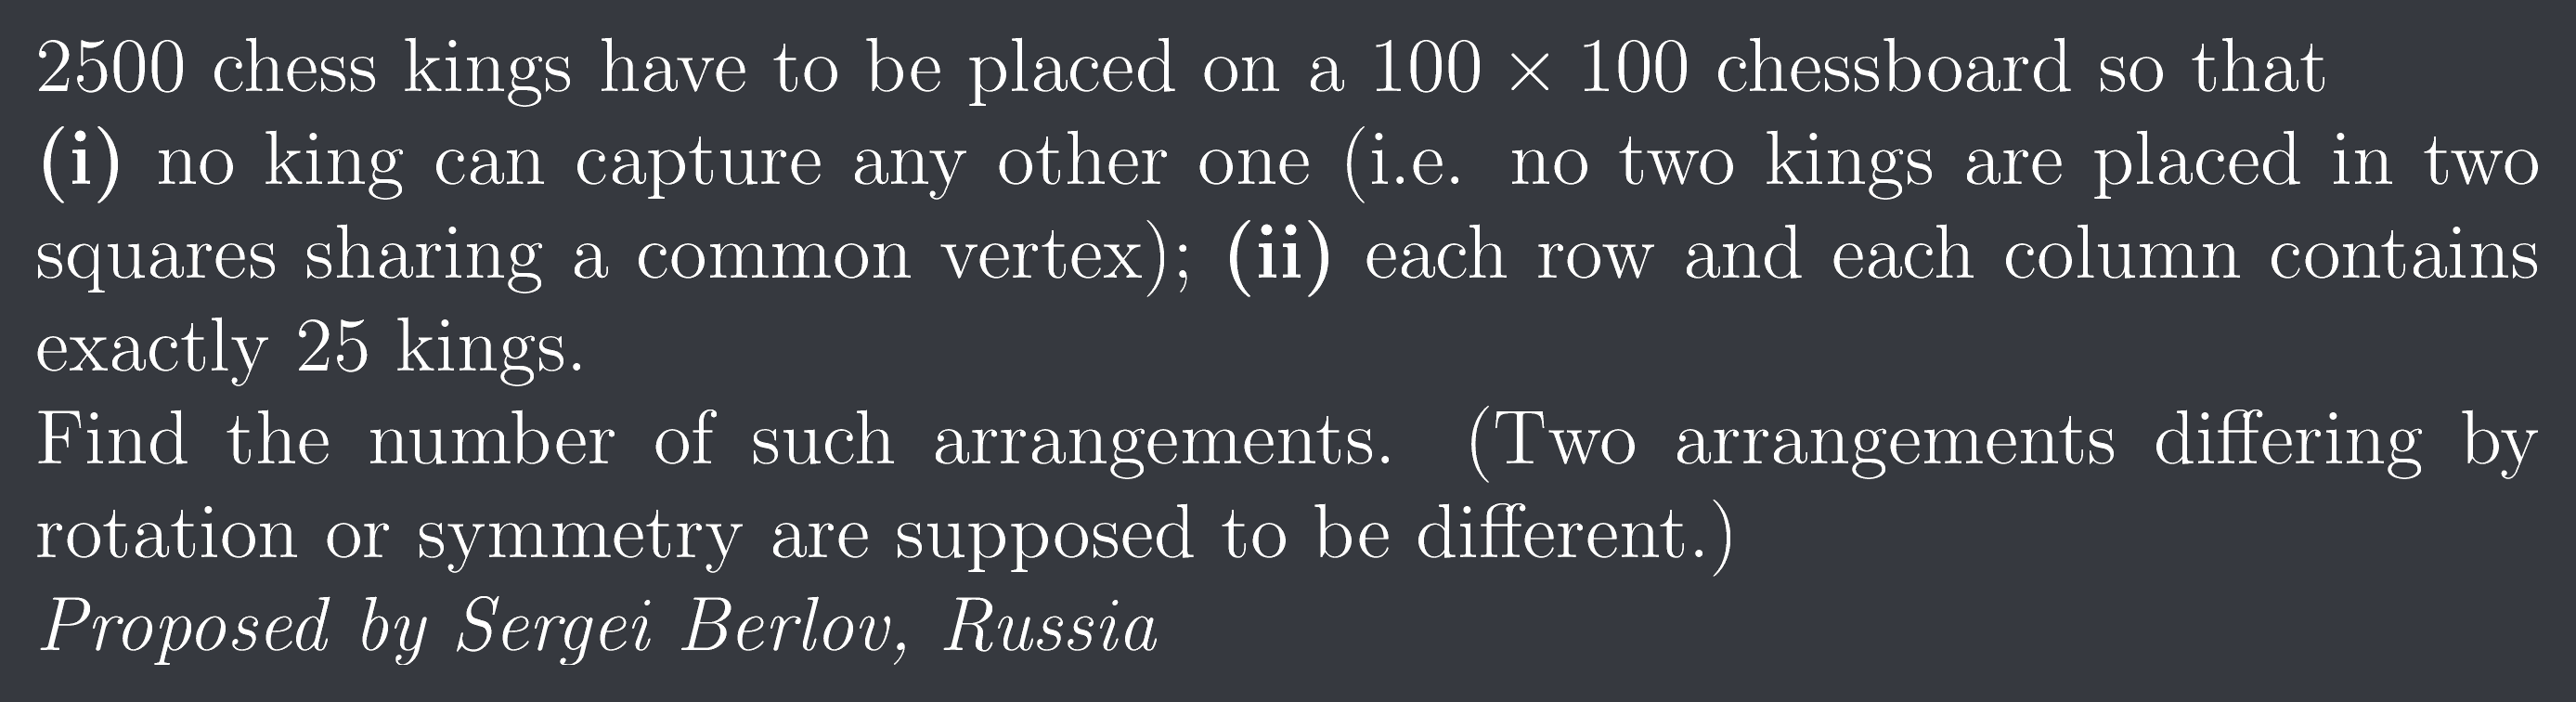 2500 chess kings have to be placed on a 100 × 100 chessboard so that
(i) no king can capture any other one (i.e. no two kings are placed in two
squares sharing a common vertex); (ii) each row and each column contains
exactly 25 kings.
Find the number of such arrangements. (Two arrangements differing by
rotation or symmetry are supposed to be different.)
Proposed by Sergei Berlov, Russia